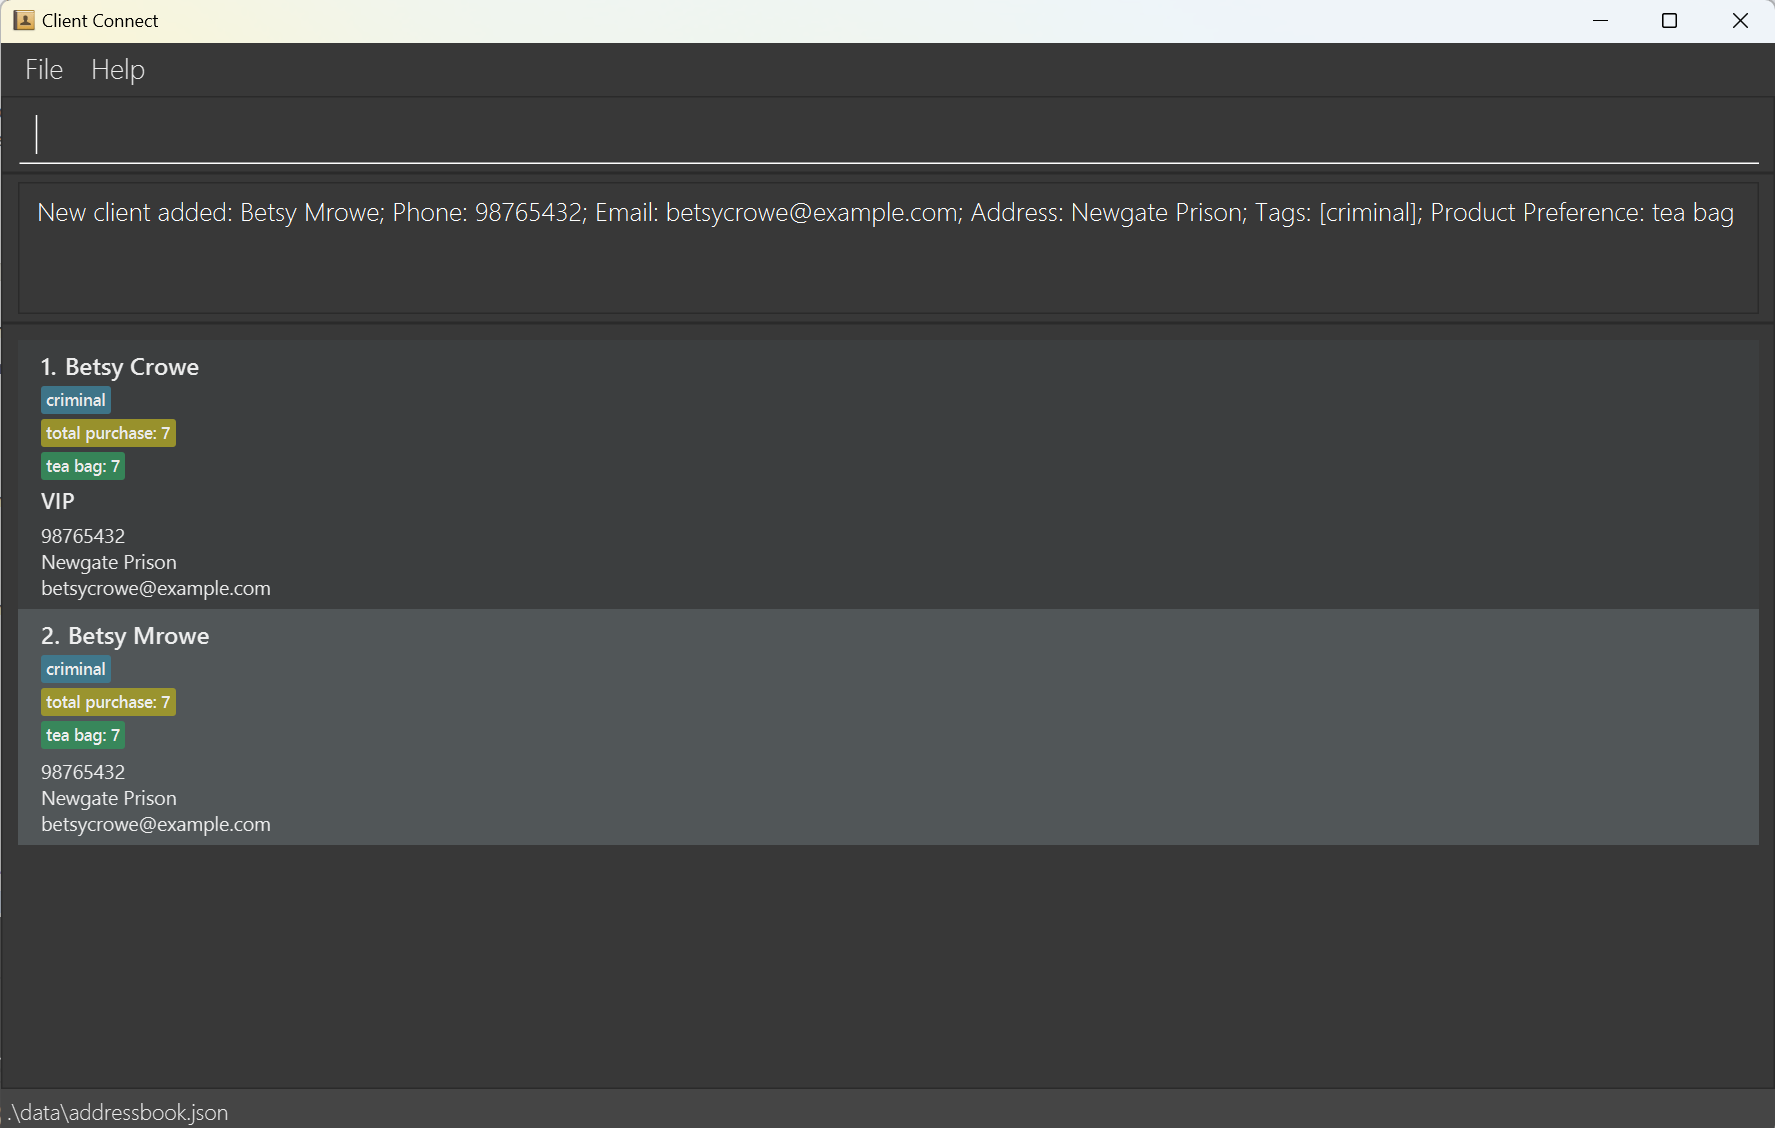 Client Connect
File Help
New client added: Betsy Mrowe; Phone: 98765432; Email: betsycrowe@example.com; Address: Newgate Prison; Tags: [criminal]; Product Preference: tea bag
1. Betsy Crowe
criminal
total purchase: 7
tea bag: 7
VIP
98765432
Newgate Prison
betsycrowe@example.com
2. Betsy Mrowe
criminal
total purchase: 7
tea bag: 7
98765432
Newgate Prison
betsycrowe@example.com
.\data\addressbook.json